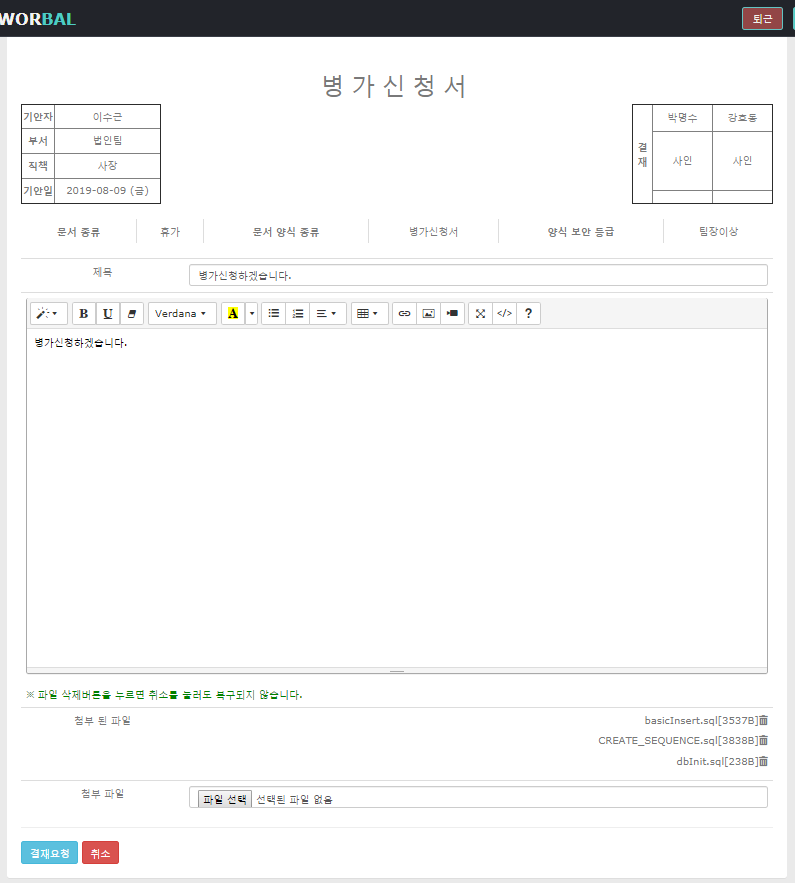 WORBAL 퇴근
병 가 신 청 서
기안자 이수근
부서 법인팀
직책 사장
기안일 2019-08-09 (금)
결재 박명수 강호동
사인 사인
문서 종류 휴가 문서 양식 종류 병가신청서 양식 보안 등급 팀장이상
제목 병가신청하겠습니다.
B U Verdana A </> ?
병가신청하겠습니다.
※ 파일 삭제버튼을 누르면 취소를 눌러도 복구되지 않습니다.
첨부 된 파일 basicInsert.sql[3537B]
CREATE_SEQUENCE.sql[3838B]
dbInit.sql[238B]
첨부 파일 파일 선택 선택된 파일 없음
결재요청 취소